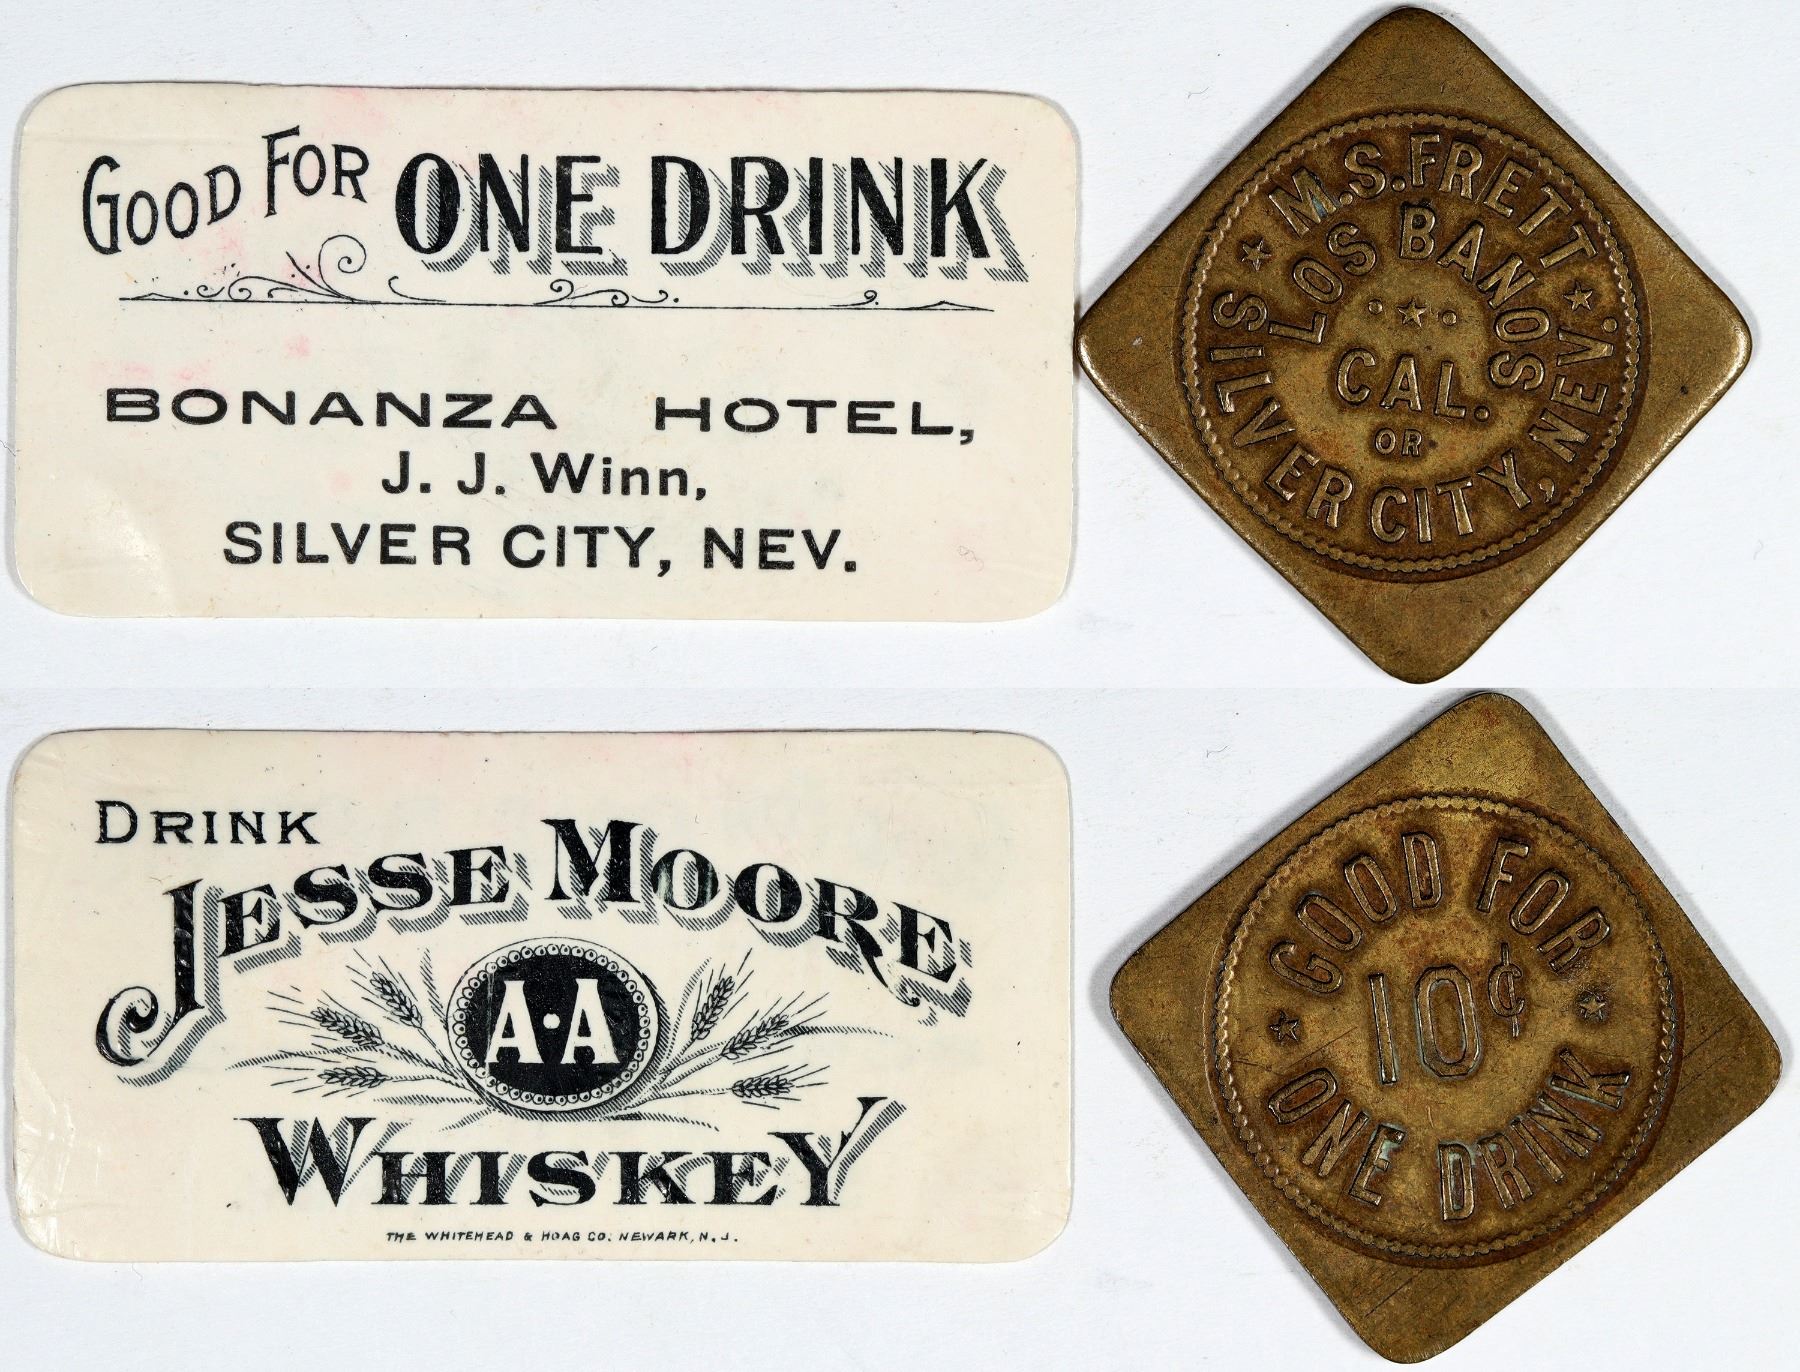 GOOD FOR ONE DRINK
BONANZA HOTEL,
J. J. Winn,
SILVER CITY, NEV.
M.S. FRETT
LOS BANOS
CAL.
OR
SILVER CITY, NEV.
DRINK
JESSE MOORE
A·A
WHISKEY
THE WHITEHEAD & HOAG CO. NEWARK, N. J.
GOOD FOR
10¢
ONE DRINK